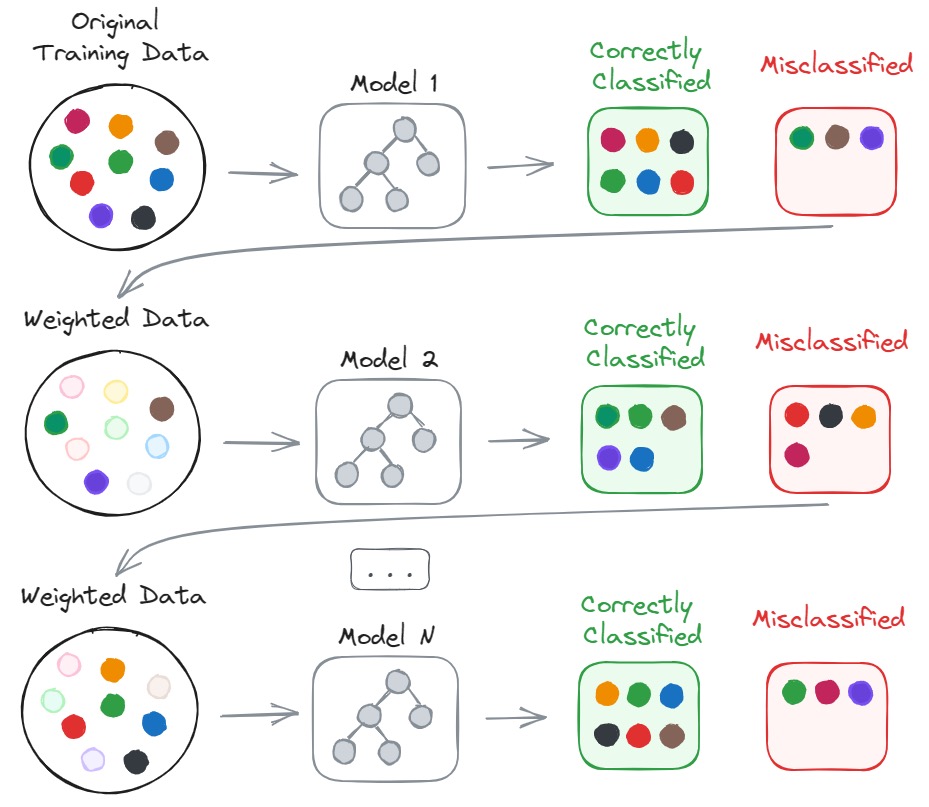 Original
Training Data
Model 1
Correctly
Classified
Misclassified
Weighted Data
Model 2
Correctly
Classified
Misclassified
...
Weighted Data
Model N
Correctly
Classified
Misclassified